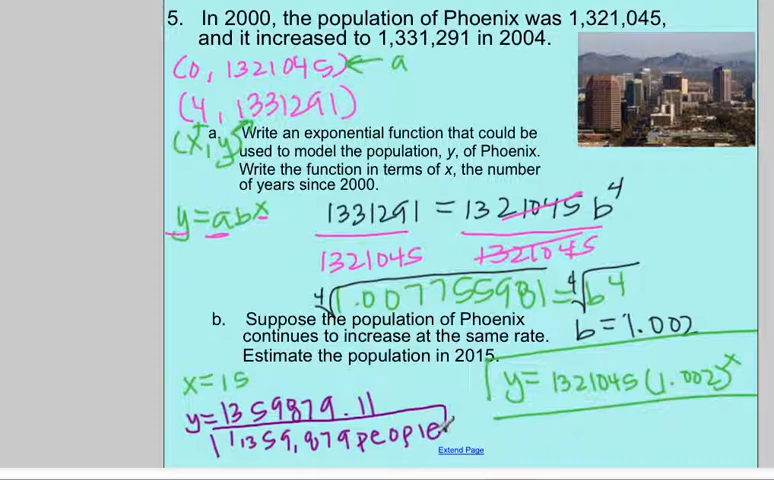 5. In 2000, the population of Phoenix was 1,321,045,
and it increased to 1,331,291 in 2004.
(0, 1321045) ← a
(4, 1331291)
(x, y)
a. Write an exponential function that could be
used to model the population, y, of Phoenix.
Write the function in terms of x, the number
of years since 2000.
y=abˣ
1331291 = 1321045 b⁴
1321045 1321045
⁴√1.007755981 = ⁴√b⁴
b=1.002
y= 1321045(1.002)ˣ
b. Suppose the population of Phoenix
continues to increase at the same rate.
Estimate the population in 2015.
x=15
y=1359879.11
1,359,879 people
Extend Page